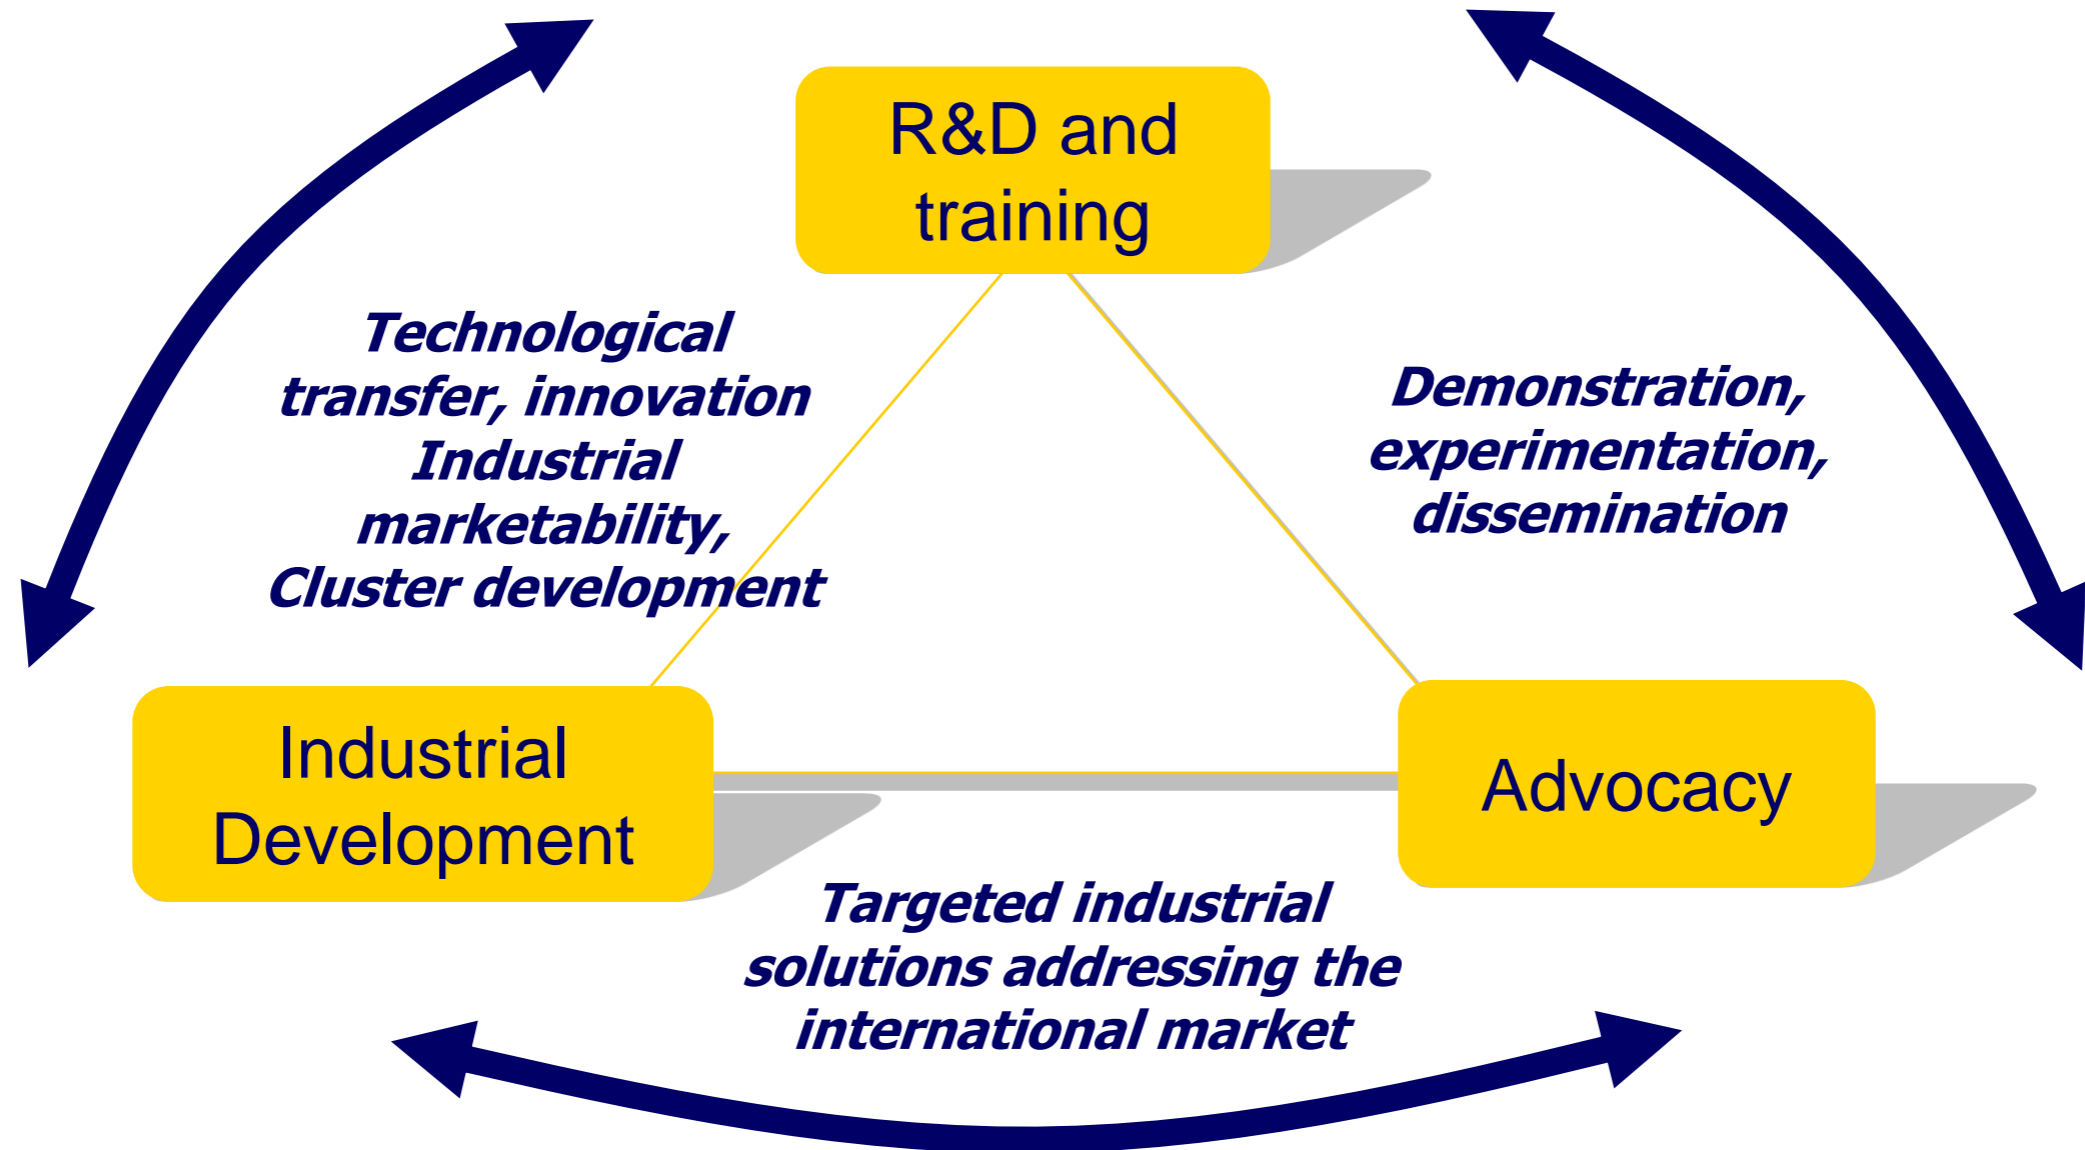 R&D and
training
Technological
transfer, innovation
Industrial
marketability,
Cluster development
Demonstration,
experimentation,
dissemination
Industrial
Development
Advocacy
Targeted industrial
solutions addressing the
international market